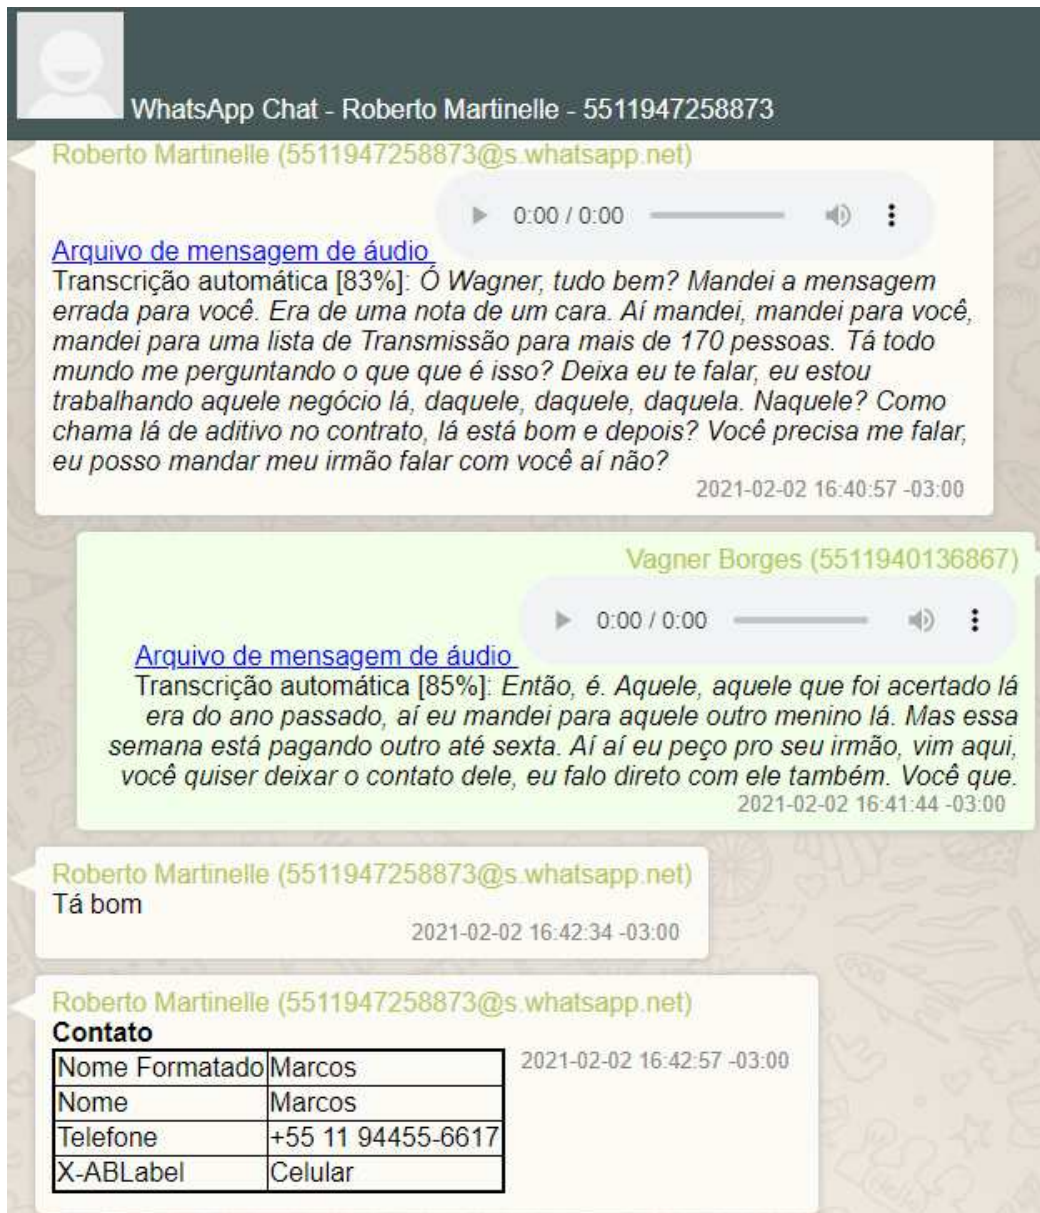 WhatsApp Chat - Roberto Martinelle - 5511947258873
Roberto Martinelle (5511947258873@s.whatsapp.net)
0:00 / 0:00
Arquivo de mensagem de áudio
Transcrição automática [83%]: Ó Wagner, tudo bem? Mandei a mensagem
errada para você. Era de uma nota de um cara. Aí mandei, mandei para você,
mandei para uma lista de Transmissão para mais de 170 pessoas. Tá todo
mundo me perguntando o que que é isso? Deixa eu te falar, eu estou
trabalhando aquele negócio lá, daquele, daquele, daquela. Naquele? Como
chama lá de aditivo no contrato, lá está bom e depois? Você precisa me falar,
eu posso mandar meu irmão falar com você aí não?
2021-02-02 16:40:57 -03:00
Vagner Borges (5511940136867)
0:00 / 0:00
Arquivo de mensagem de áudio
Transcrição automática [85%]: Então, é. Aquele, aquele que foi acertado lá
era do ano passado, aí eu mandei para aquele outro menino lá. Mas essa
semana está pagando outro até sexta. Aí aí eu peço pro seu irmão, vim aqui,
você quiser deixar o contato dele, eu falo direto com ele também. Você que.
2021-02-02 16:41:44 -03:00
Roberto Martinelle (5511947258873@s.whatsapp.net)
Tá bom
2021-02-02 16:42:34 -03:00
Roberto Martinelle (5511947258873@s.whatsapp.net)
Contato
2021-02-02 16:42:57 -03:00
Nome Formatado Marcos
Nome Marcos
Telefone +55 11 94455-6617
X-ABLabel Celular